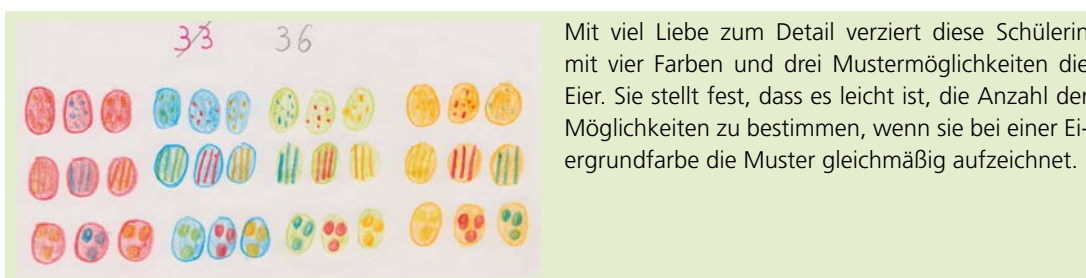 33 36
Mit viel Liebe zum Detail verziert diese Schülerin
mit vier Farben und drei Mustermöglichkeiten die
Eier. Sie stellt fest, dass es leicht ist, die Anzahl der
Möglichkeiten zu bestimmen, wenn sie bei einer Ei-
ergrundfarbe die Muster gleichmäßig aufzeichnet.